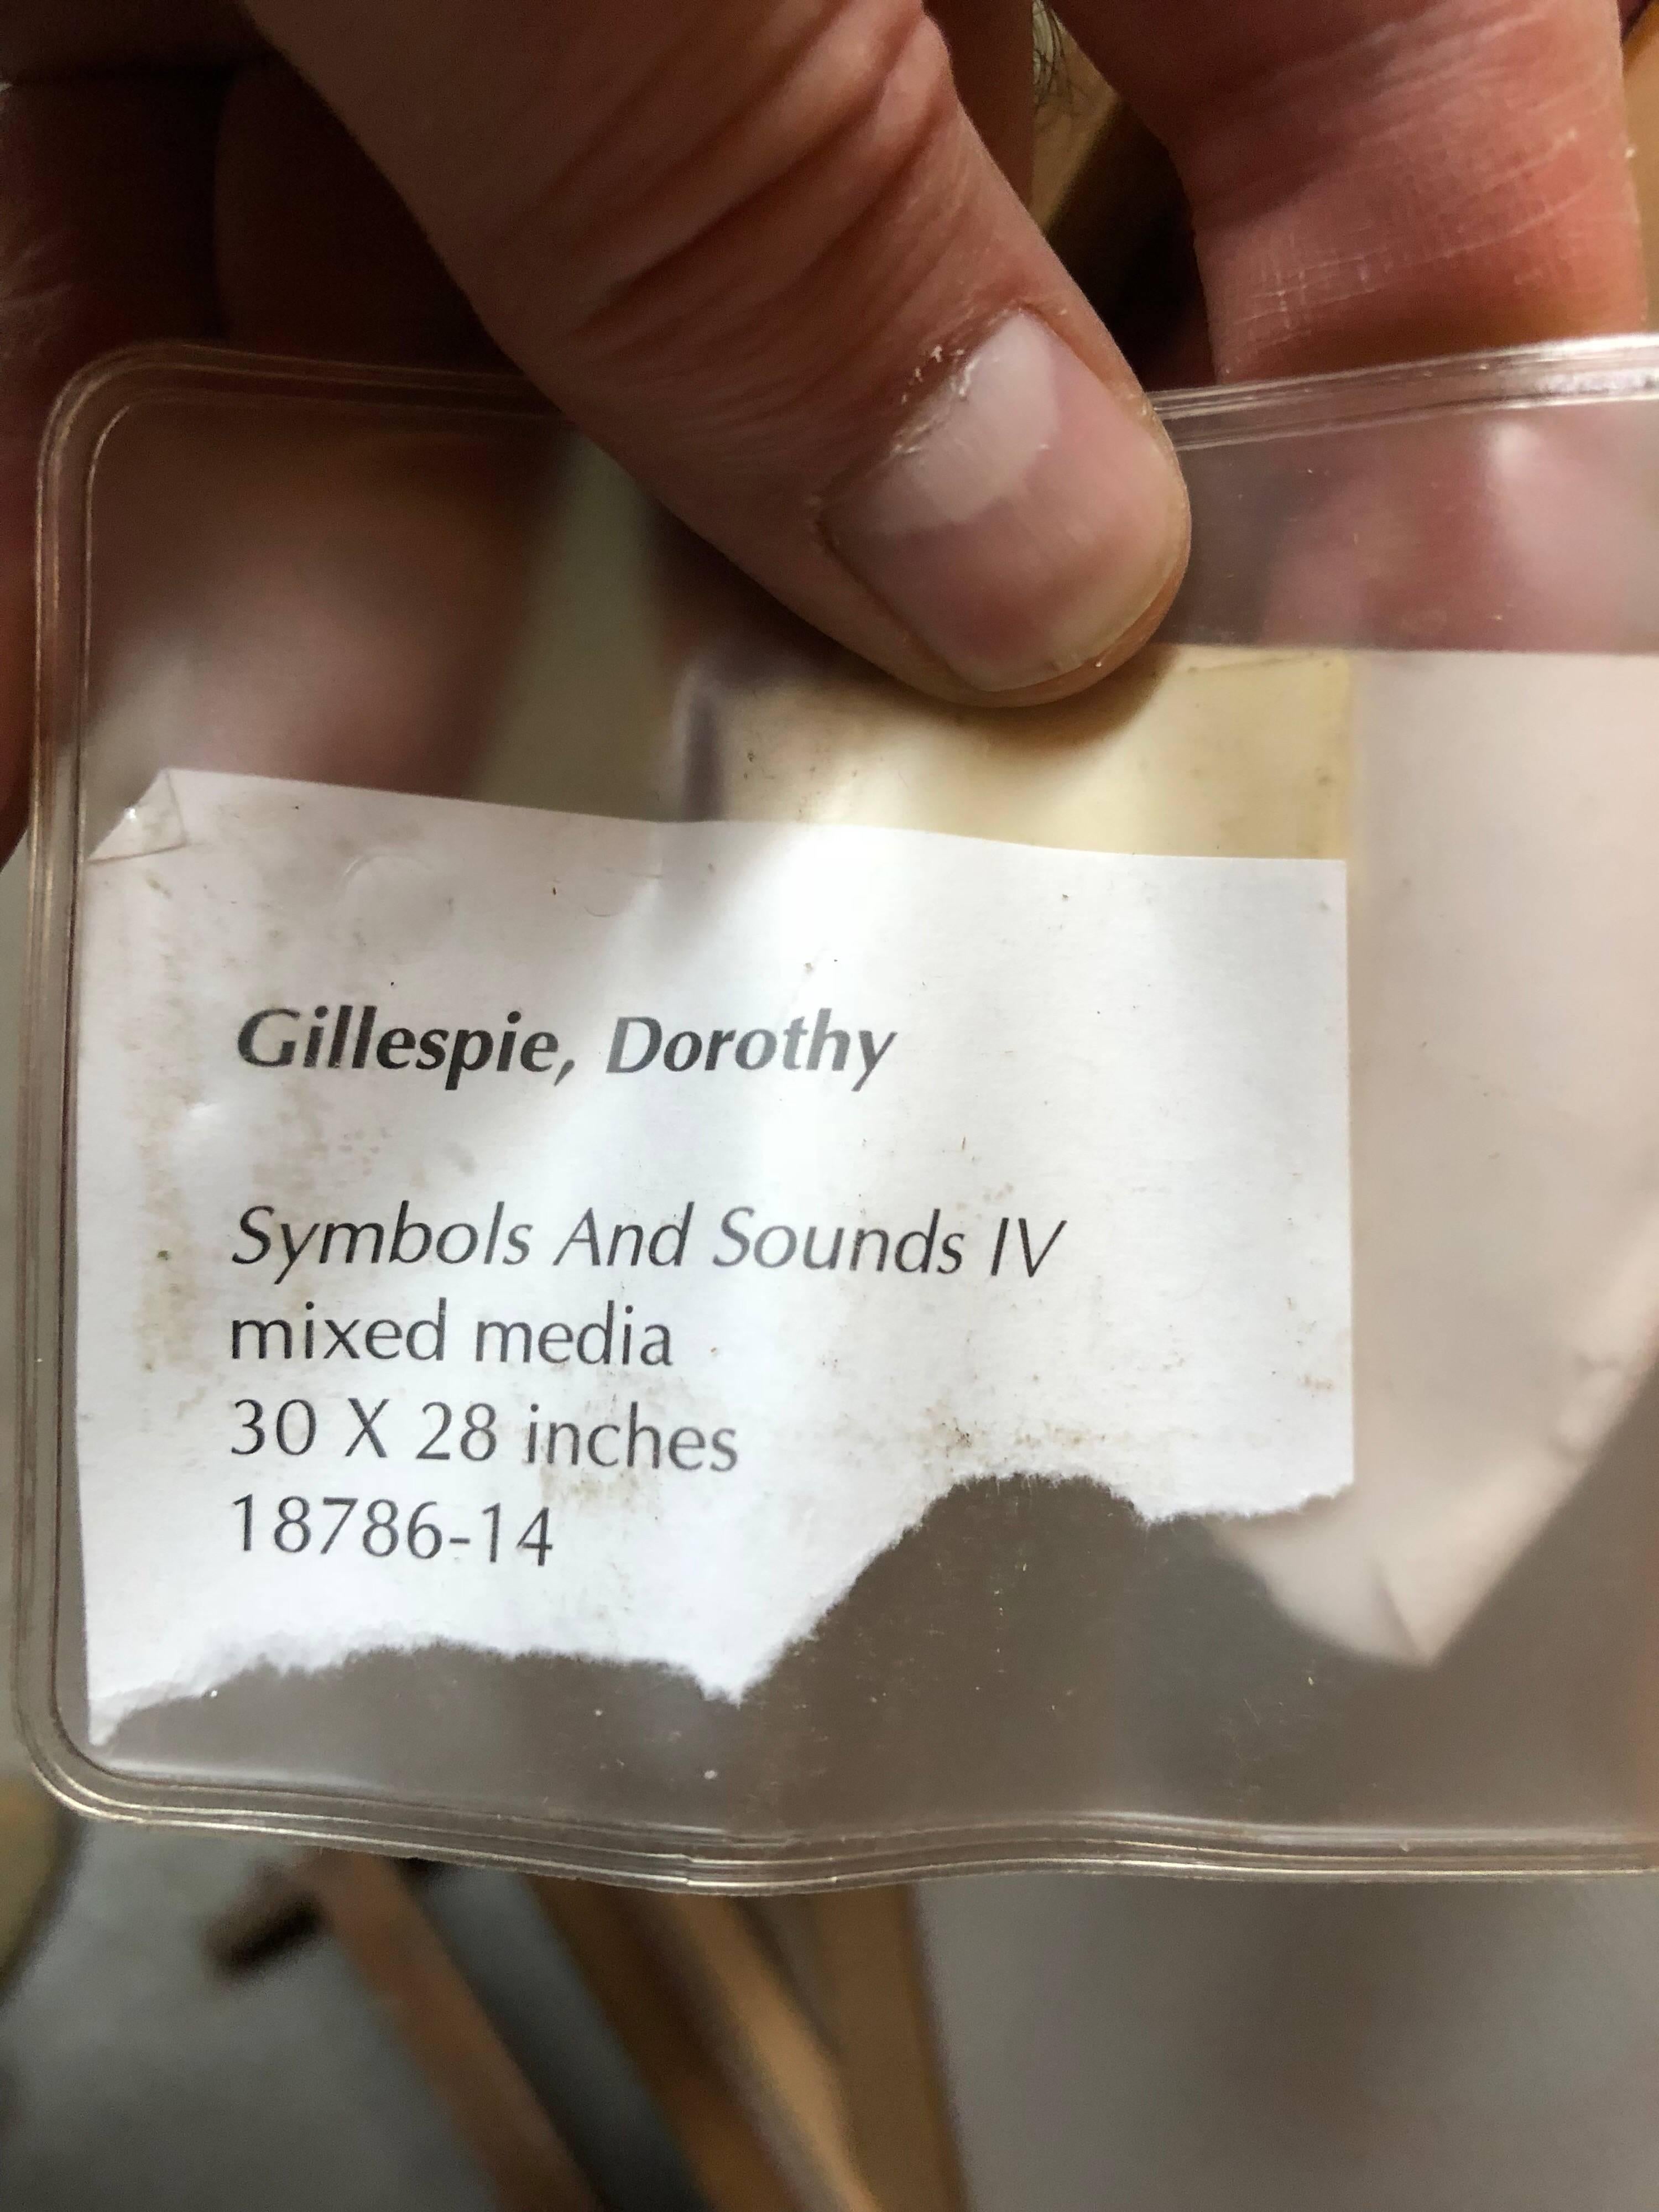 Gillespie, Dorothy
Symbols And Sounds IV
mixed media
30 X 28 inches
18786-14